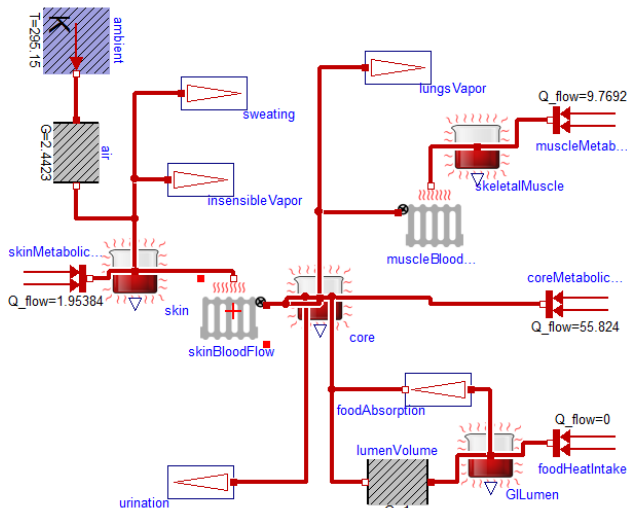 K
T=295.15
ambient
G=2.4423
air
sweating
insensibleVapor
lungsVapor
Q_flow=9.7692
muscleMetab...
skeletalMuscle
muscleBlood...
skinMetabolic...
Q_flow=1.95384
skin
skinBloodFlow
core
coreMetabolic...
Q_flow=55.824
foodAbsorption
lumenVolume
Q_flow=0
foodHeatIntake
GILumen
urination